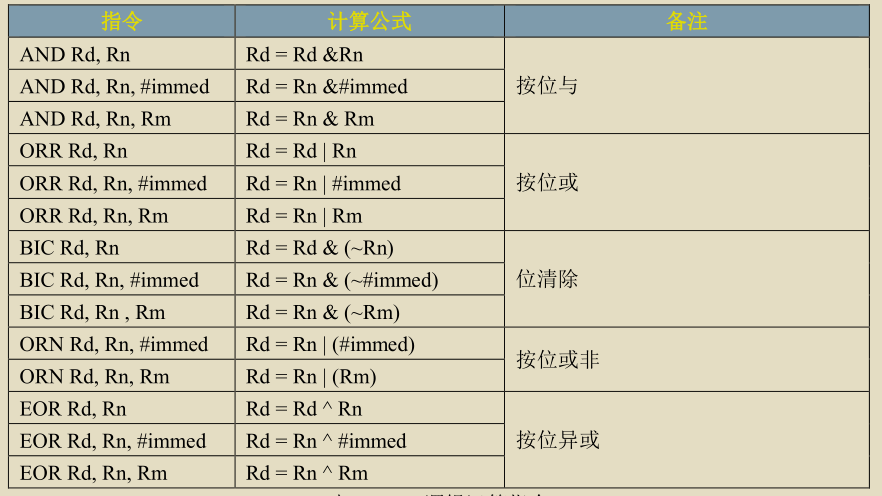 指令 计算公式 备注
AND Rd, Rn Rd = Rd &Rn
AND Rd, Rn, #immed Rd = Rn &#immed 按位与
AND Rd, Rn, Rm Rd = Rn & Rm
ORR Rd, Rn Rd = Rd | Rn
ORR Rd, Rn, #immed Rd = Rn | #immed 按位或
ORR Rd, Rn, Rm Rd = Rn | Rm
BIC Rd, Rn Rd = Rd & (~Rn)
BIC Rd, Rn, #immed Rd = Rn & (~#immed) 位清除
BIC Rd, Rn , Rm Rd = Rn & (~Rm)
ORN Rd, Rn, #immed Rd = Rn | (#immed) 按位或非
ORN Rd, Rn, Rm Rd = Rn | (Rm)
EOR Rd, Rn Rd = Rd ^ Rn
EOR Rd, Rn, #immed Rd = Rn ^ #immed 按位异或
EOR Rd, Rn, Rm Rd = Rn ^ Rm